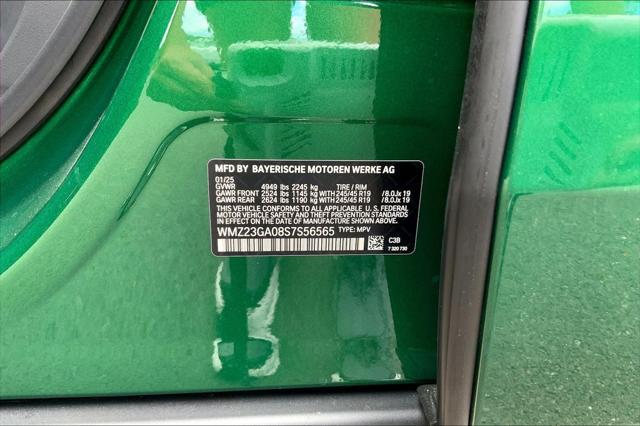 MFD BY BAYERISCHE MOTOREN WERKE AG
01/25
GVWR 4949 lbs 2245 kg TIRE / RIM
GAWR FRONT 2524 lbs 1145 kg WITH 245/45 R19 / 8.0Jx 19
GAWR REAR 2624 lbs 1190 kg WITH 245/45 R19 / 8.0Jx 19
THIS VEHICLE CONFORMS TO ALL APPLICABLE U.S. FEDERAL
MOTOR VEHICLE SAFETY AND THEFT PREVENTION STANDARDS
IN EFFECT ON THE DATE OF MANUFACTURE SHOWN ABOVE.
WMZ23GA08S7S56565 TYPE: MPV
C3B
7 320 730